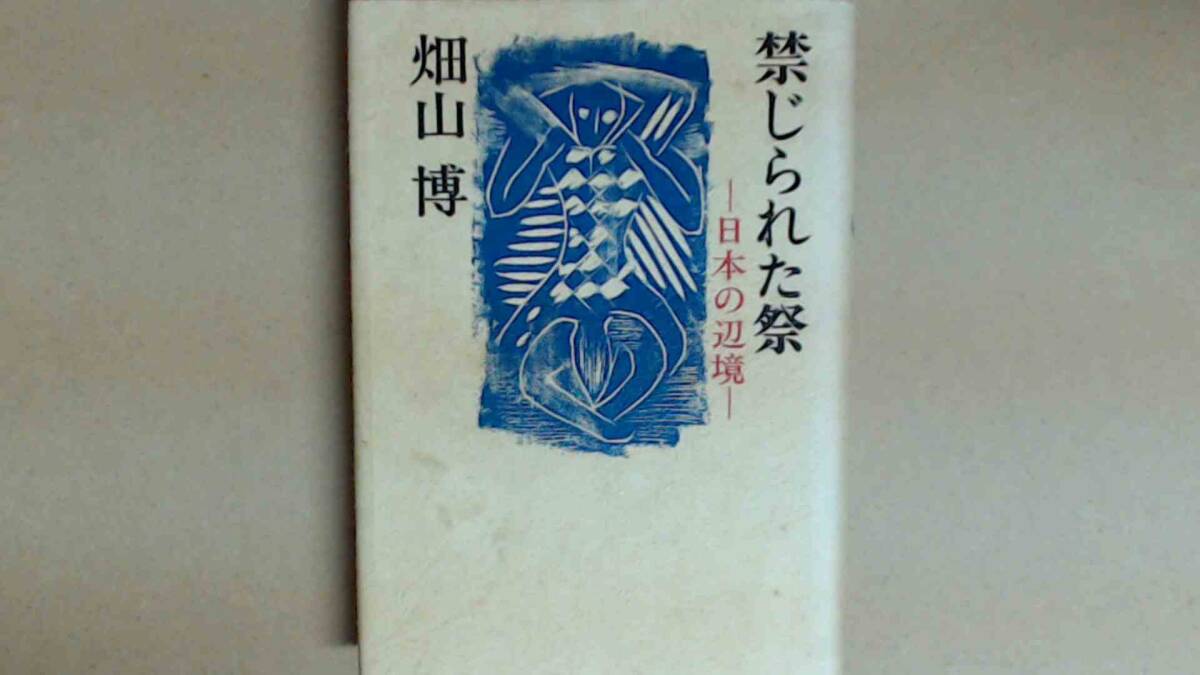 禁じられた祭
―日本の辺境―
畑山 博